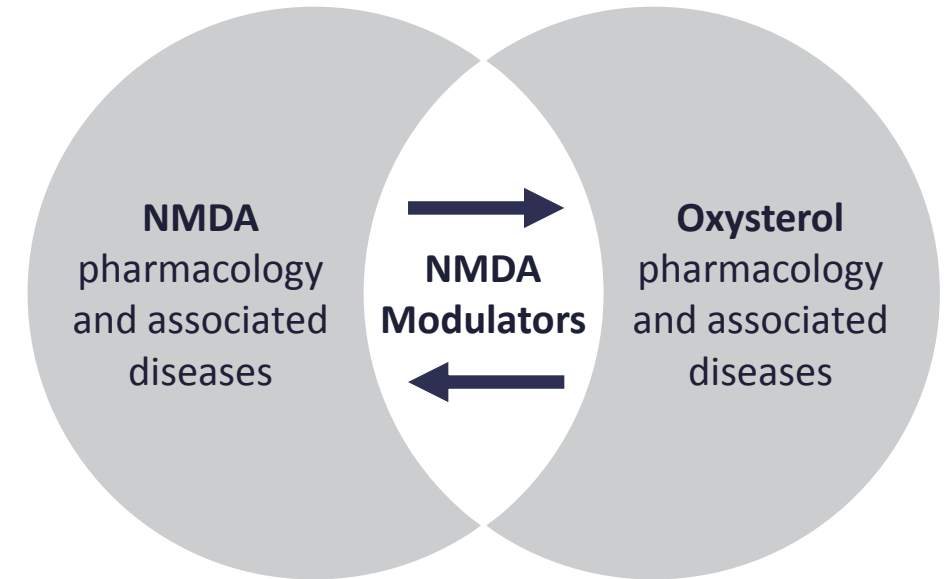 NMDA
pharmacology
and associated
diseases
NMDA
Modulators
Oxysterol
pharmacology
and associated
diseases